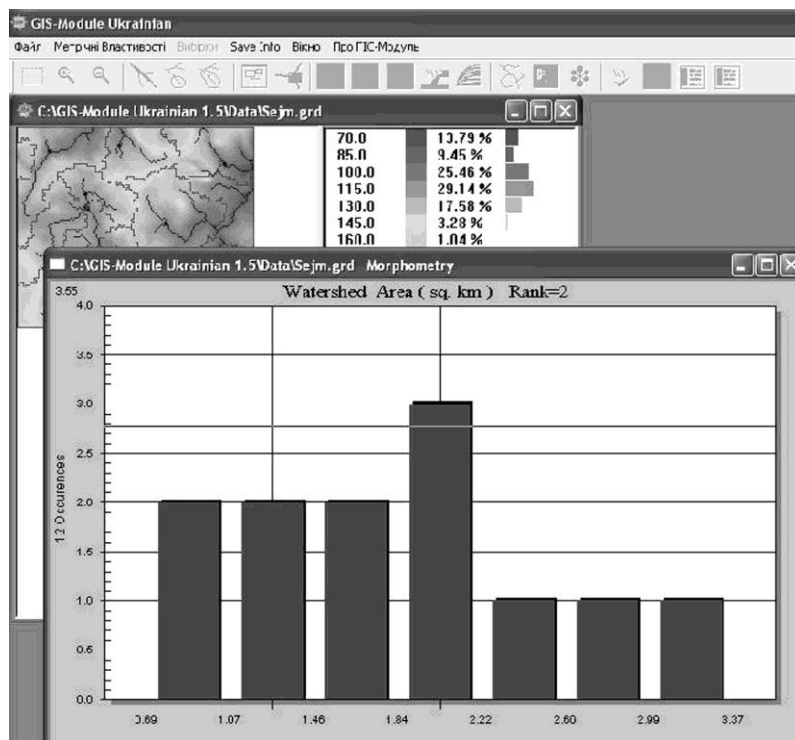 GIS-Module Ukrainian
Файл Метричні Властивості Вибірки Save Info Вікно Про ГІС-Модуль
C:\GIS-Module Ukrainian 1.5\Data\Sejm.grd
70.0 13.79 %
85.0 9.45 %
100.0 25.46 %
115.0 29.14 %
130.0 17.58 %
145.0 3.28 %
160.0 1.04 %
C:\GIS-Module Ukrainian 1.5\Data\Sejm.grd Morphometry
3.55 Watershed Area ( sq. km ) Rank=2
4.0
3.5
3.0
2.5
2.0
1.5
1.0
0.6
0.0
12 Occurences
0.69 1.07 1.46 1.84 2.22 2.60 2.99 3.37